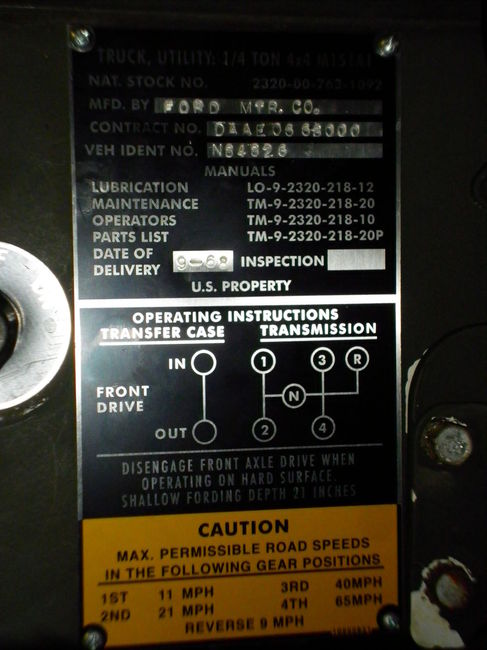 TRUCK, UTILITY: 1/4 TON 4x4 M151A1
NAT. STOCK NO. 2320-00-763-1092
MFD. BY FORD MTR. CO.
CONTRACT NO.
VEH IDENT NO.
MANUALS
LUBRICATION LO-9-2320-218-12
MAINTENANCE TM-9-2320-218-20
OPERATORS TM-9-2320-218-10
PARTS LIST TM-9-2320-218-20P
DATE OF
DELIVERY 9-68 INSPECTION
U.S. PROPERTY
OPERATING INSTRUCTIONS
TRANSFER CASE TRANSMISSION
IN 1 3 R
FRONT
DRIVE N
OUT 2 4
DISENGAGE FRONT AXLE DRIVE WHEN
OPERATING ON HARD SURFACE.
SHALLOW FORDING DEPTH 21 INCHES
CAUTION
MAX. PERMISSIBLE ROAD SPEEDS
IN THE FOLLOWING GEAR POSITIONS
1ST 11 MPH 3RD 40MPH
2ND 21 MPH 4TH 65MPH
REVERSE 9 MPH